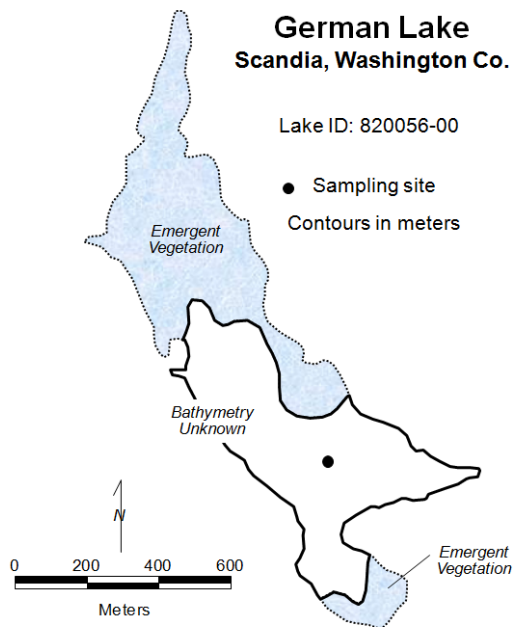 German Lake
Scandia, Washington Co.
Lake ID: 820056-00
Sampling site
Contours in meters
Emergent
Vegetation
Bathymetry
Unknown
N
0 200 400 600
Meters
Emergent
Vegetation